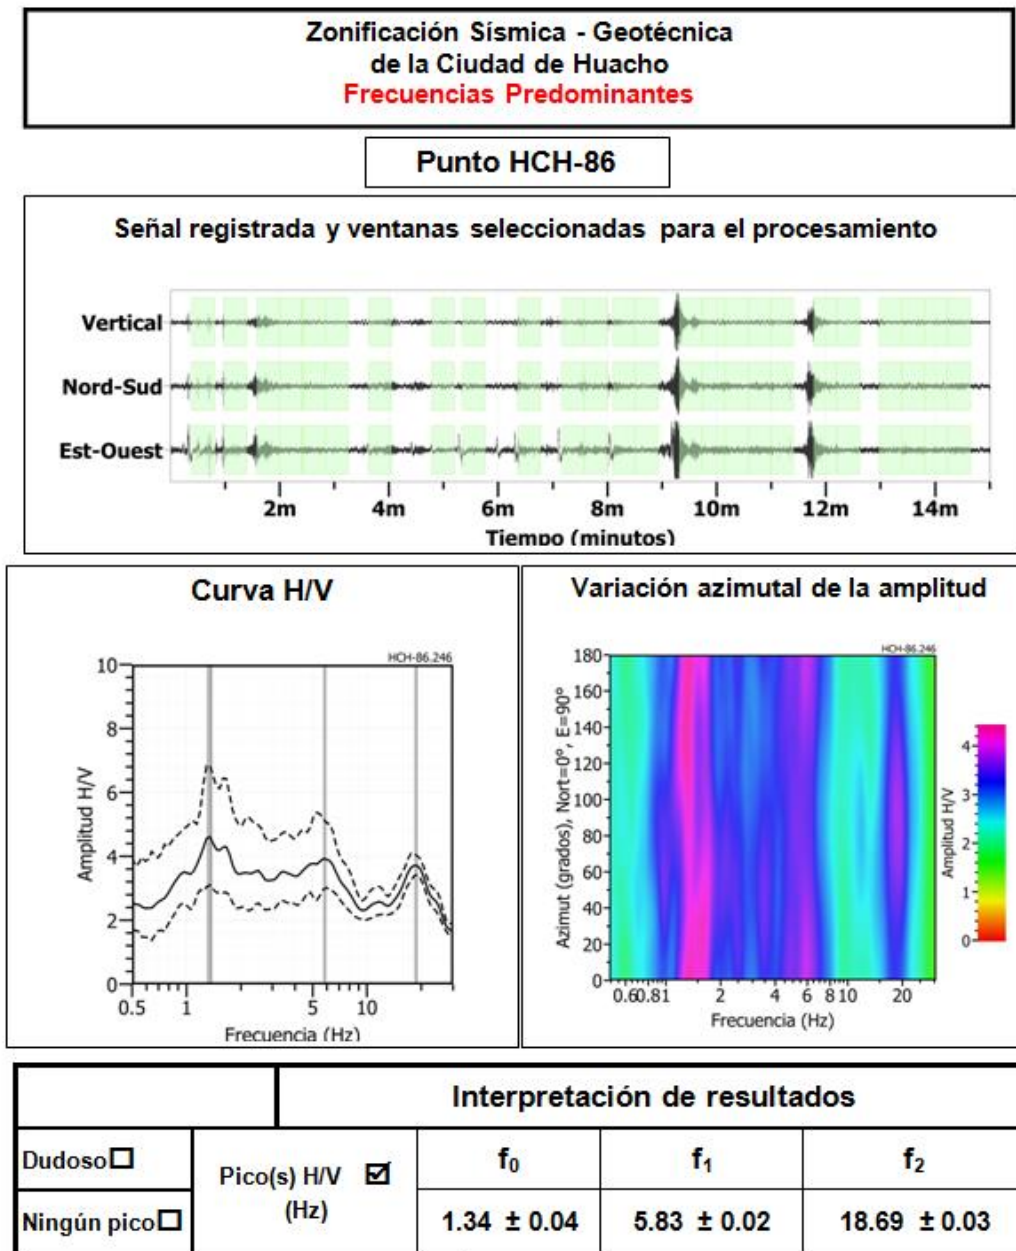 Zonificación Sísmica - Geotécnica
de la Ciudad de Huacho
Frecuencias Predominantes
Punto HCH-86
Señal registrada y ventanas seleccionadas para el procesamiento
Vertical
Nord-Sud
Est-Ouest
2m 4m 6m 8m 10m 12m 14m
Tiempo (minutos)
Curva H/V
HCH-86.246
10
8
6
4
2
0
Amplitud H/V
0.5 1 5 10
Frecuencia (Hz)
Variación azimutal de la amplitud
HCH-86.246
180
160
140
120
100
80
60
40
20
0
Azimut (grados), Nort=0°, E=90°
0.6 0.8 1 2 4 6 8 10 20
Frecuencia (Hz)
4
3
2
1
0
Amplitud H/V
Interpretación de resultados
Dudoso☐ Pico(s) H/V ☑ f₀ f₁ f₂
Ningún pico☐ (Hz) 1.34 ± 0.04 5.83 ± 0.02 18.69 ± 0.03